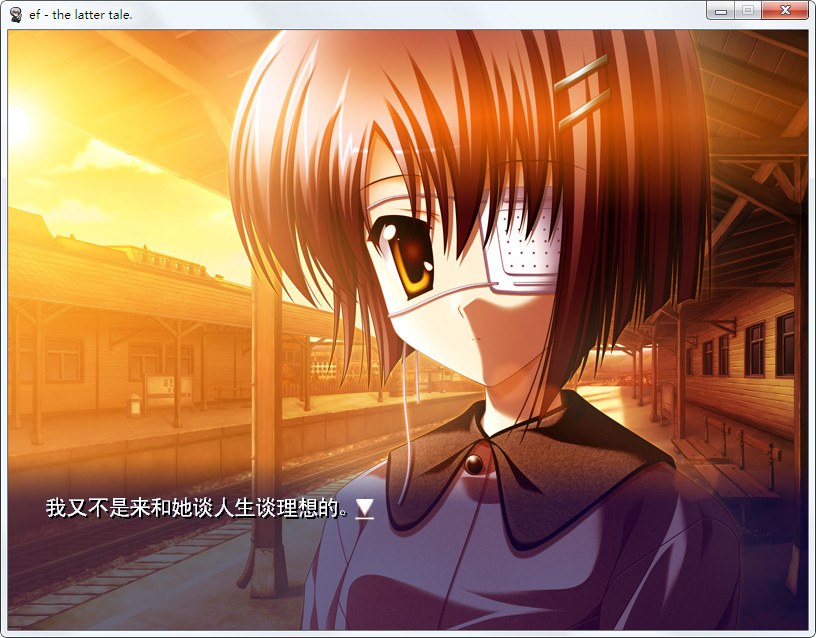 ef - the latter tale.
我又不是来和她谈人生谈理想的。